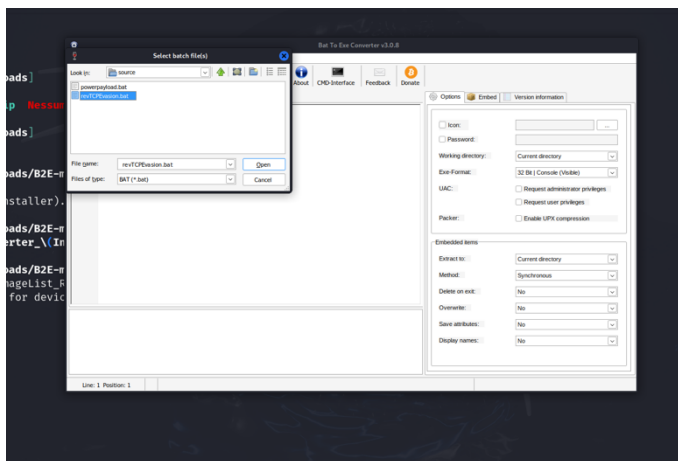 Bat To Exe Converter v3.0.8
Select batch file(s)
Look in:
source
powerpayload.bat
revTCPEvasion.bat
File name:
revTCPEvasion.bat
Open
Files of type:
BAT (*.bat)
Cancel
About
CMD-Interface
Feedback
Donate
Options
Embed
Version information
Icon:
...
Password:
Working directory:
Current directory
Exe-Format:
32 Bit | Console (Visible)
UAC:
Request administrator privileges
Request user privileges
Packer:
Enable UPX compression
Embedded items
Extract to:
Current directory
Method:
Synchronous
Delete on exit:
No
Overwrite:
No
Save attributes:
No
Display names:
No
Line: 1 Position: 1
oads]
lp Nessun
oads]
oads/B2E-m
nstaller).
oads/B2E-m
erter_\(In
oads/B2E-m
mageList_R
for devic